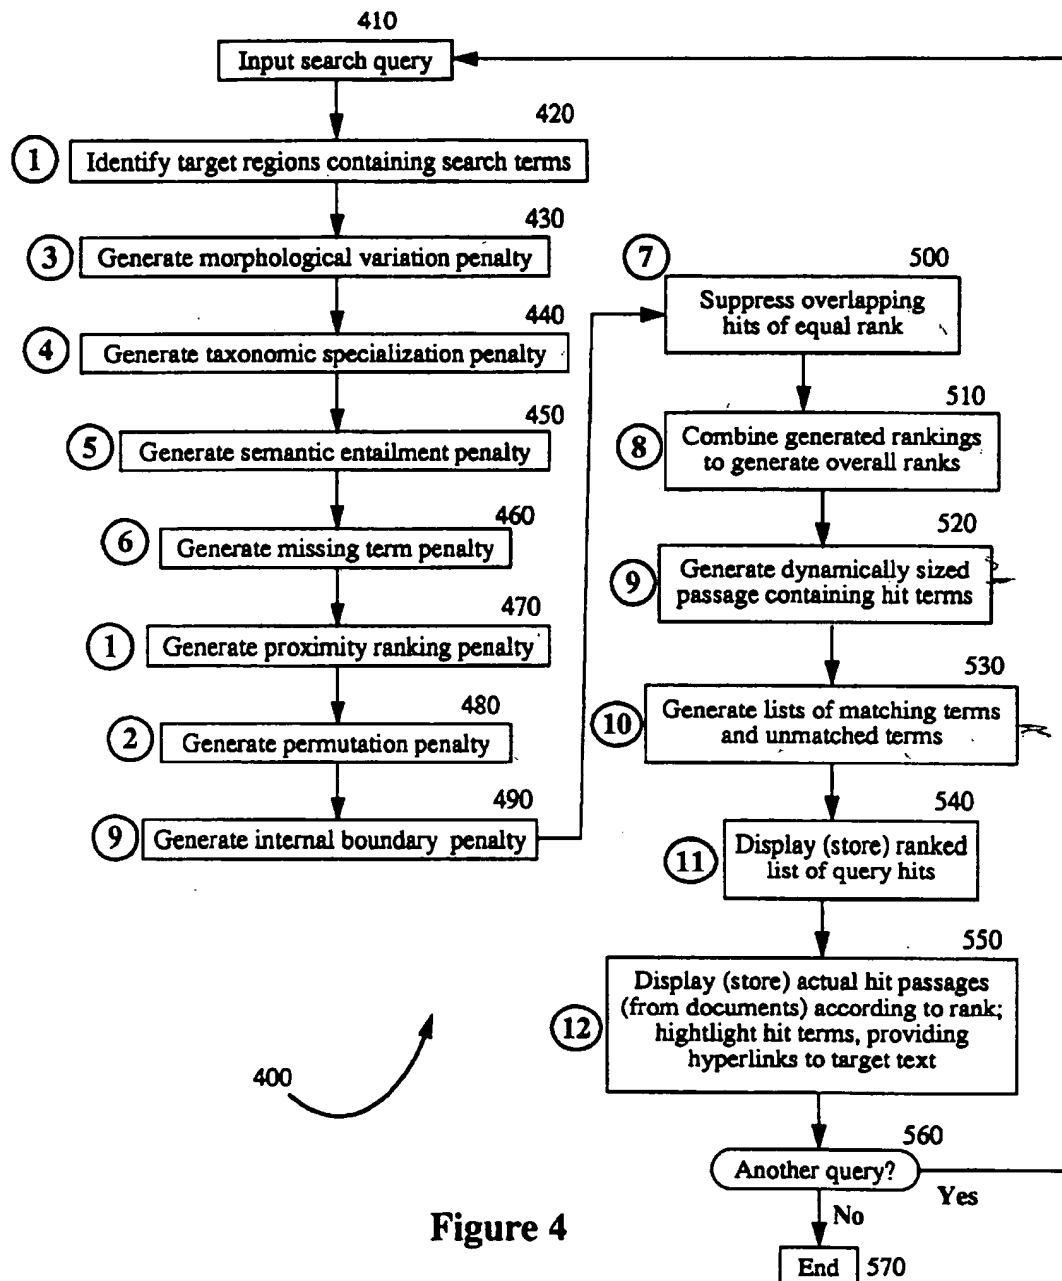 410
Input search query
420
1
Identify target regions containing search terms
430
3
Generate morphological variation penalty
440
4
Generate taxonomic specialization penalty
450
5
Generate semantic entailment penalty
460
6
Generate missing term penalty
470
1
Generate proximity ranking penalty
480
2
Generate permutation penalty
490
9
Generate internal boundary penalty
7
500
Suppress overlapping
hits of equal rank
510
8
Combine generated rankings
to generate overall ranks
520
9
Generate dynamically sized
passage containing hit terms
530
10
Generate lists of matching terms
and unmatched terms
540
11
Display (store) ranked
list of query hits
550
12
Display (store) actual hit passages
(from documents) according to rank;
hightlight hit terms, providing
hyperlinks to target text
400
560
Another query?
Yes
No
End
570
Figure 4